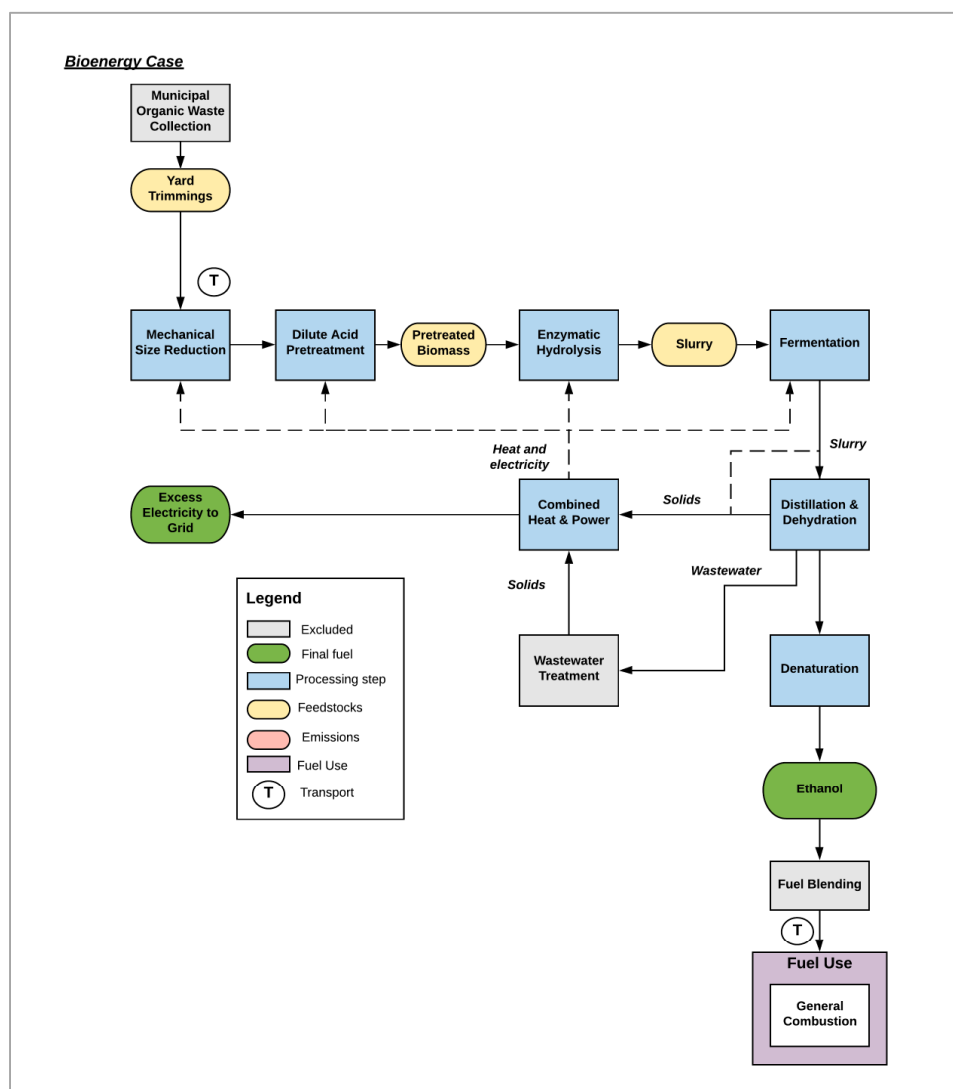 Bioenergy Case
Municipal
Organic Waste
Collection
Yard
Trimmings
T
Mechanical
Size Reduction
Dilute Acid
Pretreatment
Pretreated
Biomass
Enzymatic
Hydrolysis
Slurry
Fermentation
Heat and
electricity
Slurry
Excess
Electricity to
Grid
Combined
Heat & Power
Solids
Distillation &
Dehydration
Solids
Wastewater
Wastewater
Treatment
Denaturation
Legend
Excluded
Final fuel
Processing step
Feedstocks
Emissions
Fuel Use
T
Transport
Ethanol
Fuel Blending
T
Fuel Use
General
Combustion